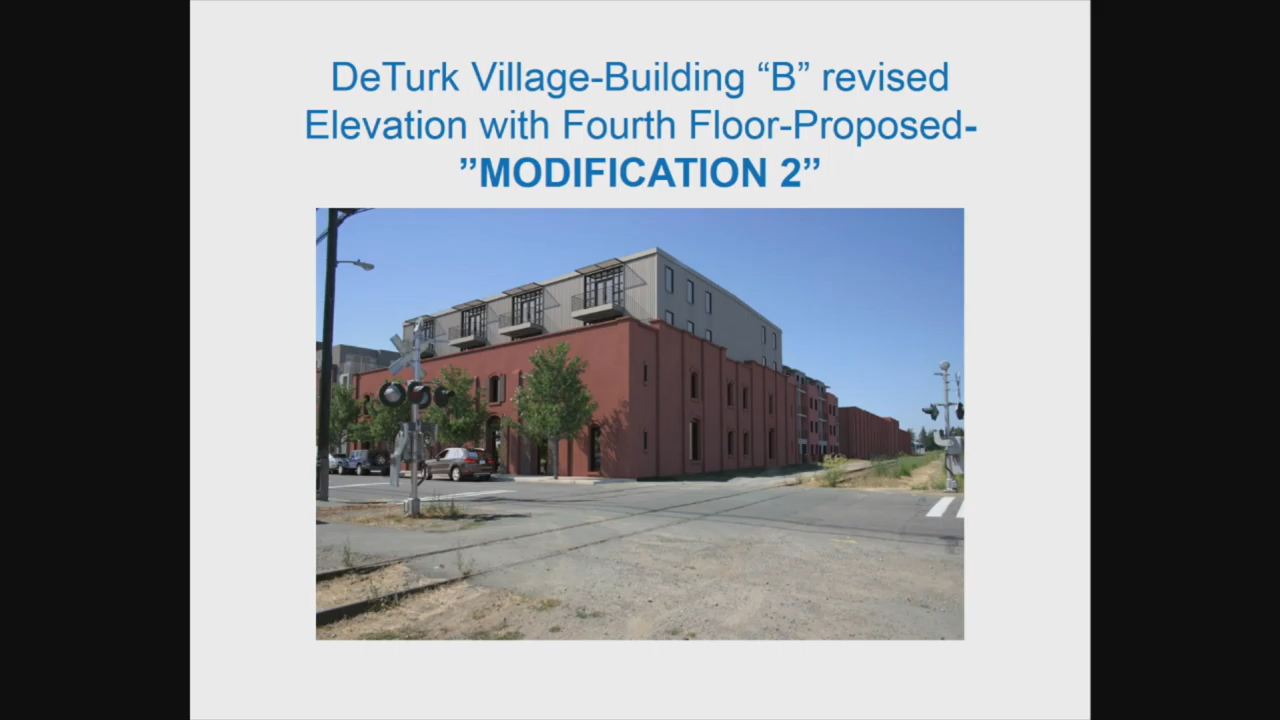 DeTurk Village-Building “B” revised
Elevation with Fourth Floor-Proposed-
”MODIFICATION 2”